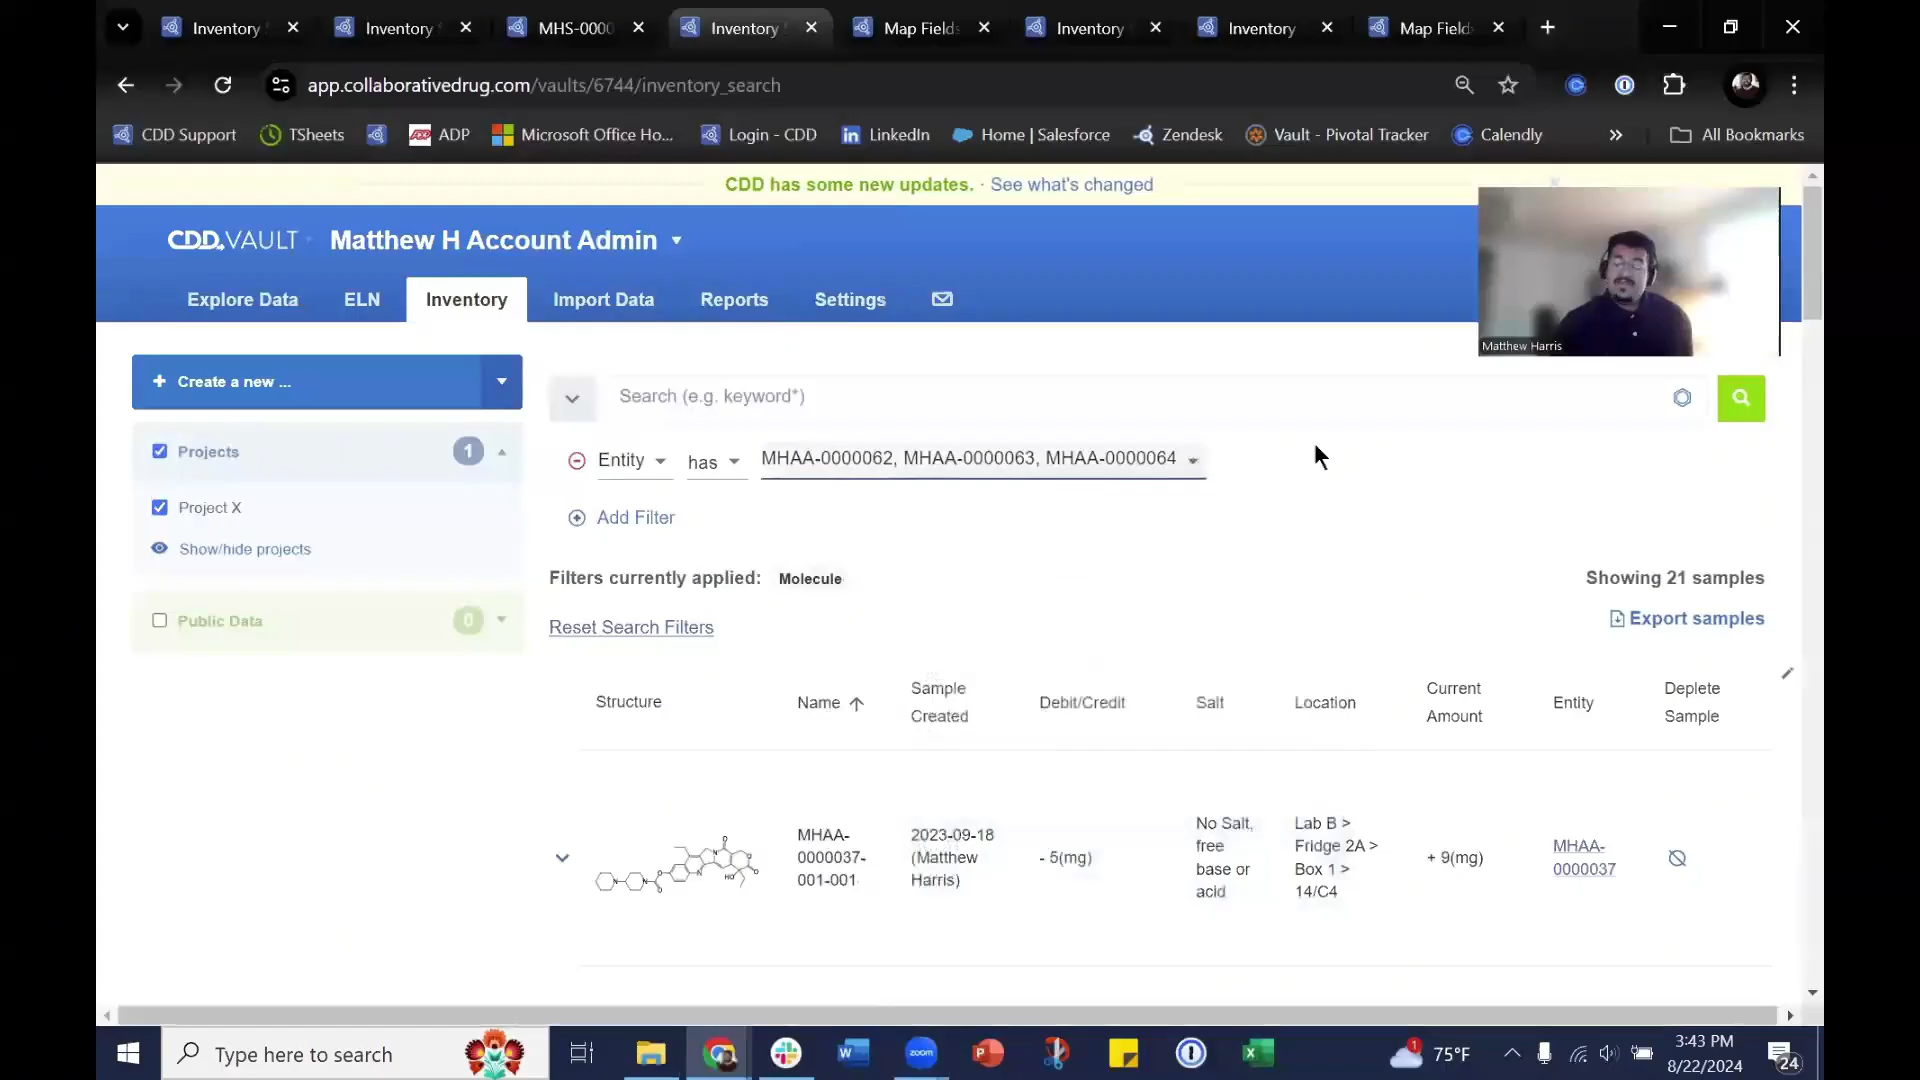 Inventory
Inventory
MHS-0000
Inventory
Map Fields
Inventory
Inventory
Map Field
app.collaborativedrug.com/vaults/6744/inventory_search
CDD Support
TSheets
ADP
Microsoft Office Ho...
Login - CDD
LinkedIn
Home | Salesforce
Zendesk
Vault - Pivotal Tracker
Calendly
»
All Bookmarks
CDD has some new updates. · See what's changed
CDD VAULT
Matthew H Account Admin
Explore Data
ELN
Inventory
Import Data
Reports
Settings
Matthew Harris
+ Create a new ...
Projects
1
Project X
Show/hide projects
Public Data
0
Search (e.g. keyword*)
Entity
has
MHAA-0000062, MHAA-0000063, MHAA-0000064
Add Filter
Filters currently applied: Molecule
Showing 21 samples
Export samples
Reset Search Filters
Structure
Name
Sample
Created
Debit/Credit
Salt
Location
Current
Amount
Entity
Deplete
Sample
MHAA-
0000037-
001-001
2023-09-18
(Matthew
Harris)
- 5(mg)
No Salt,
free
base or
acid
Lab B >
Fridge 2A >
Box 1 >
14/C4
+ 9(mg)
MHAA-
0000037
Type here to search
zoom
1
75°F
3:43 PM
8/22/2024
24